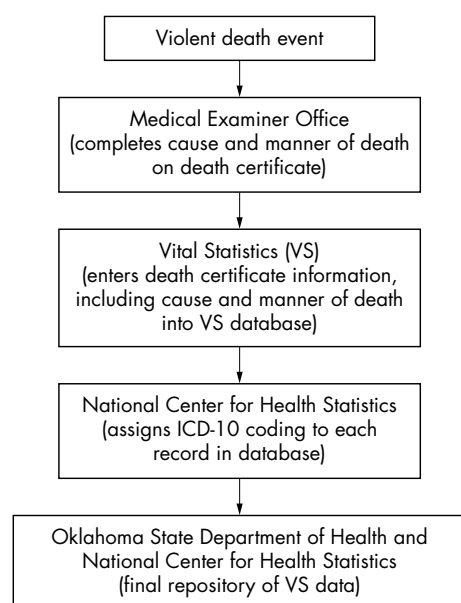 Violent death event
Medical Examiner Office
(completes cause and manner of death
on death certificate)
Vital Statistics (VS)
(enters death certificate information,
including cause and manner of death
into VS database)
National Center for Health Statistics
(assigns ICD-10 coding to each
record in database)
Oklahoma State Department of Health and
National Center for Health Statistics
(final repository of VS data)